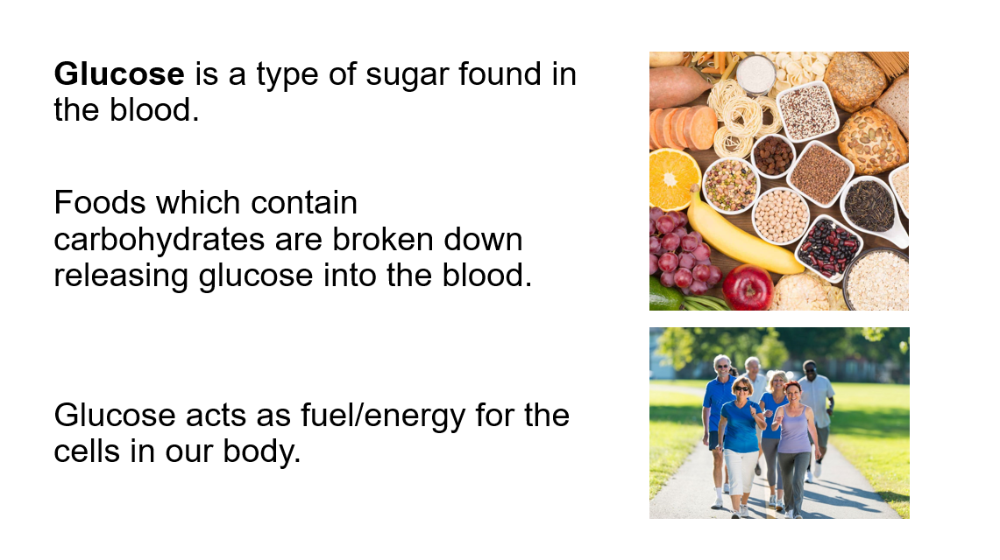 Glucose is a type of sugar found in
the blood.
Foods which contain
carbohydrates are broken down
releasing glucose into the blood.
Glucose acts as fuel/energy for the
cells in our body.